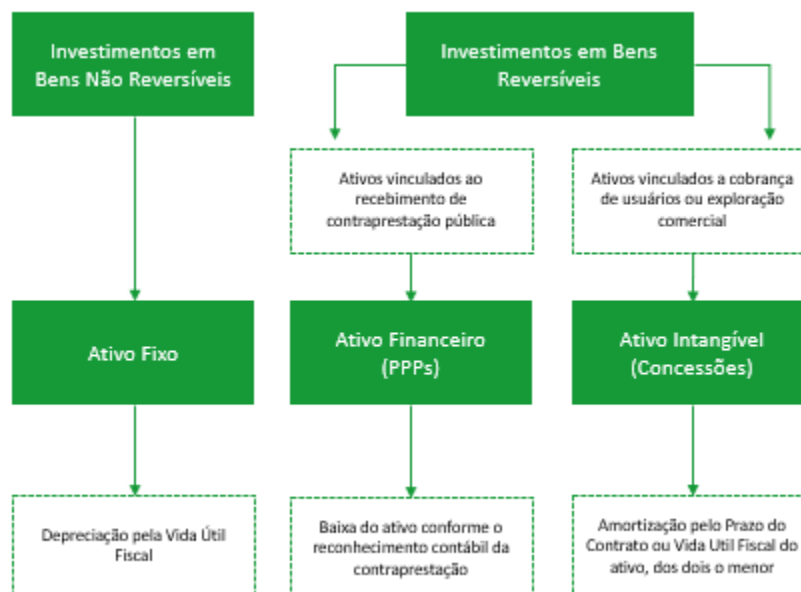 Investimentos em
Bens Não Reversíveis
Investimentos em Bens
Reversíveis
Ativos vinculados ao
recebimento de
contraprestação pública
Ativos vinculados a cobrança
de usuários ou exploração
comercial
Ativo Fixo
Ativo Financeiro
(PPPs)
Ativo Intangível
(Concessões)
Depreciação pela Vida Útil
Fiscal
Baixa do ativo conforme o
reconhecimento contábil da
contraprestação
Amortização pelo Prazo do
Contrato ou Vida Util Fiscal do
ativo, dos dois o menor